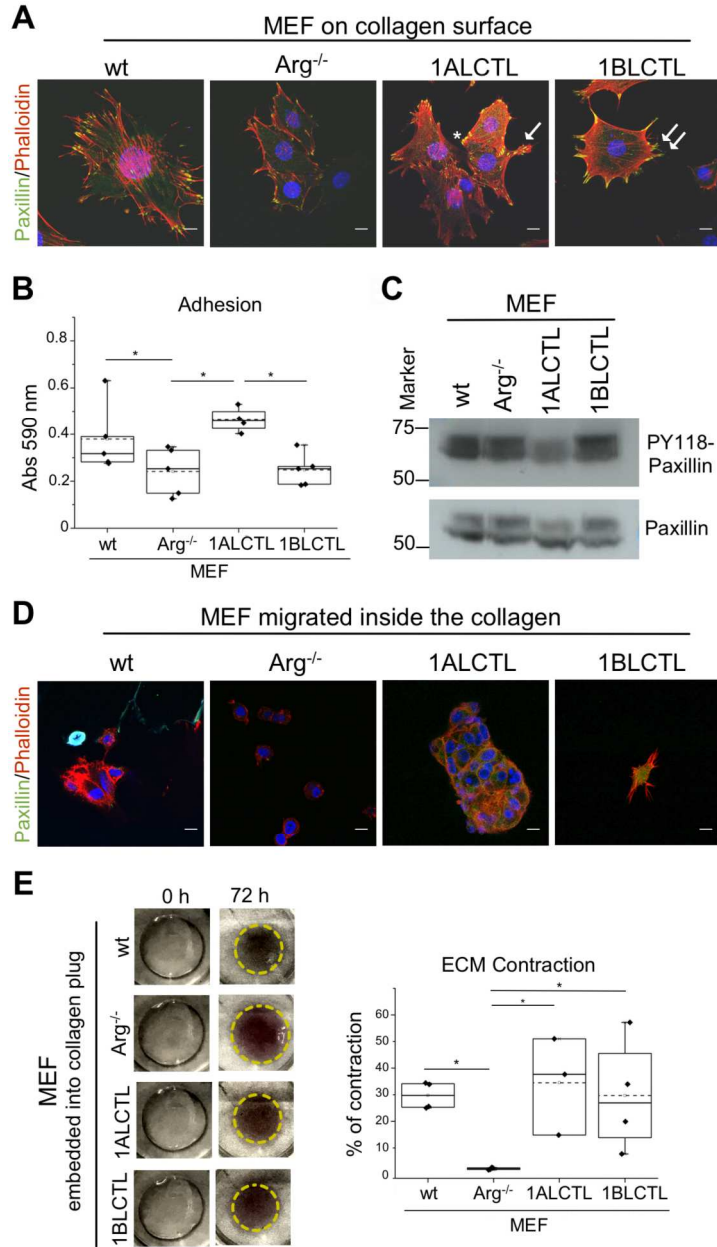 A
MEF on collagen surface
wt Arg-/- 1ALCTL 1BLCTL
Paxillin/Phalloidin
*
B
Adhesion
Abs 590 nm
0.8
0.6
0.4
0.2
0
* * *
wt Arg-/- 1ALCTL 1BLCTL
MEF
C
MEF
Marker wt Arg-/- 1ALCTL 1BLCTL
75
50
PY118-
Paxillin
50
Paxillin
D
MEF migrated inside the collagen
wt Arg-/- 1ALCTL 1BLCTL
Paxillin/Phalloidin
E
0 h 72 h
MEF
embedded into collagen plug
wt
Arg-/-
1ALCTL
1BLCTL
ECM Contraction
% of contraction
70
60
50
40
30
20
10
0
* * *
wt Arg-/- 1ALCTL 1BLCTL
MEF